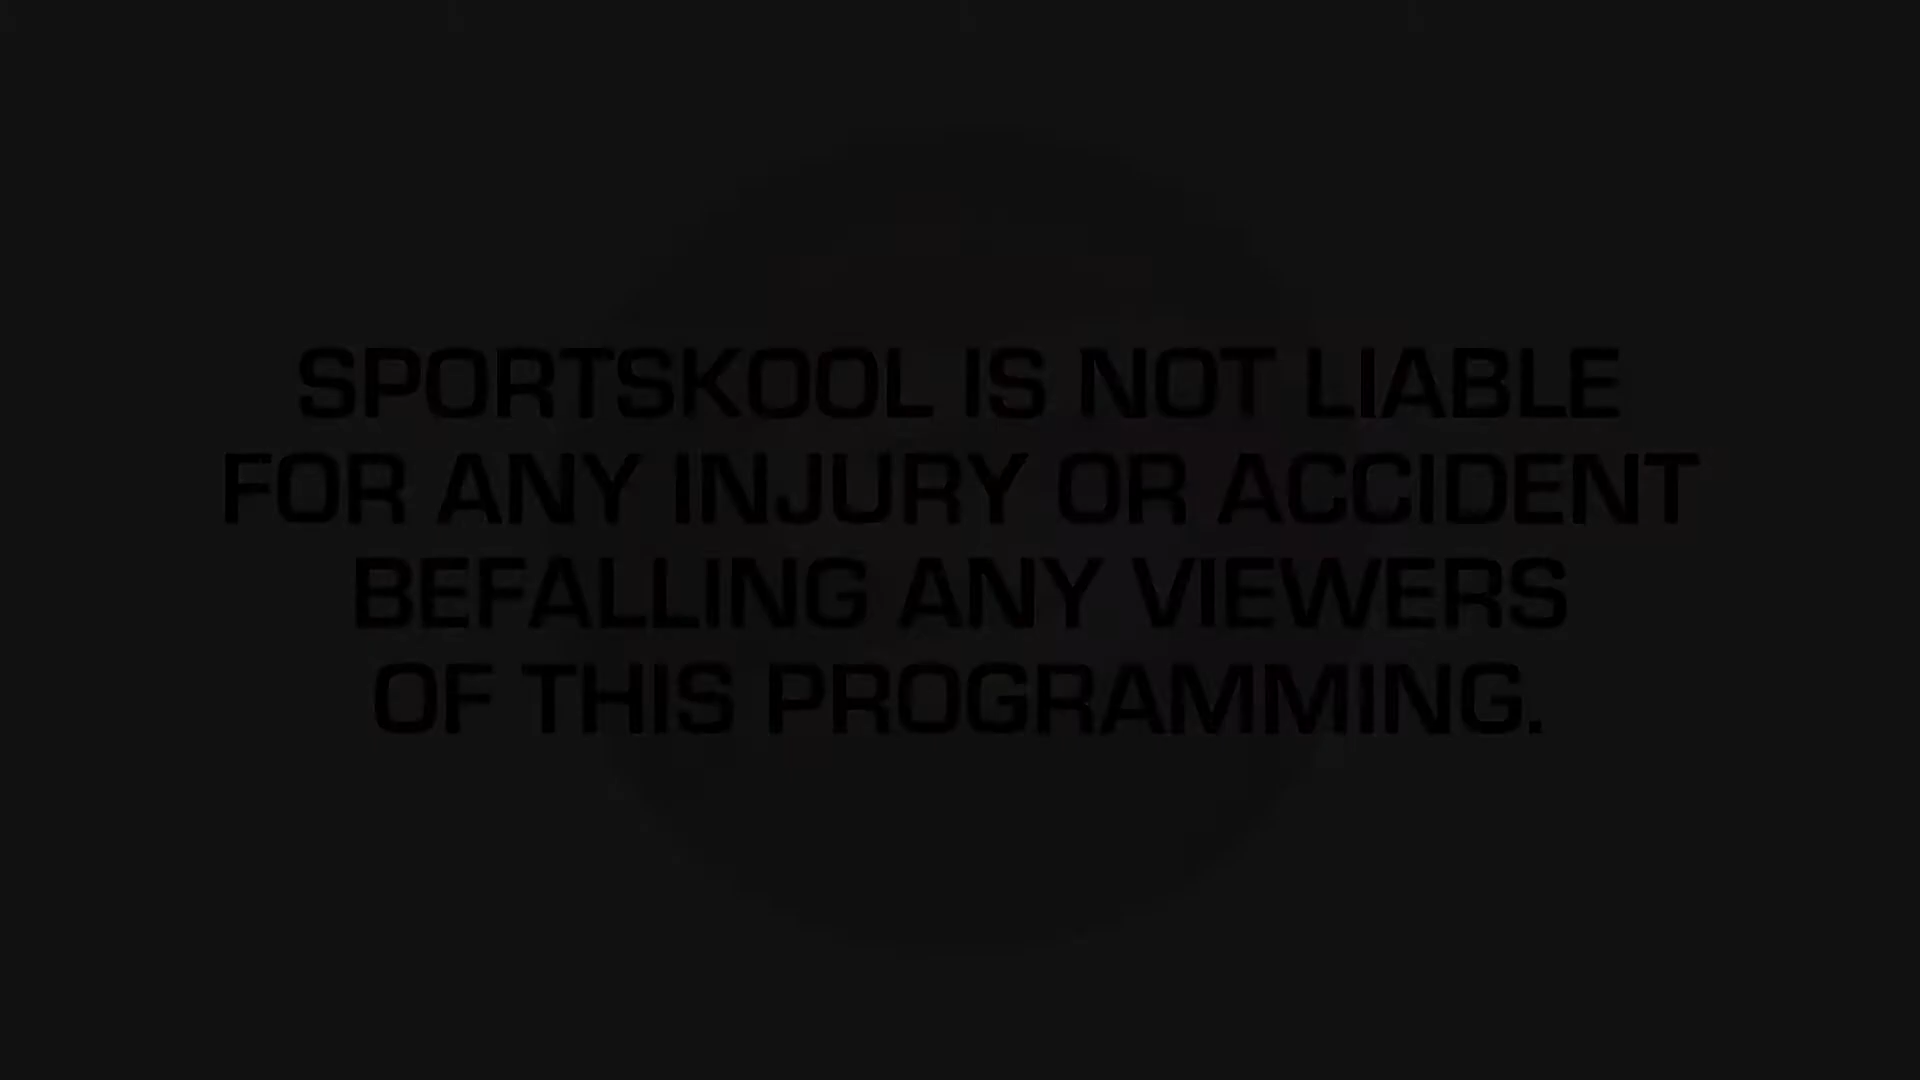 SPORTSKOOL IS NOT LIABLE
FOR ANY INJURY OR ACCIDENT
BEFALLING ANY VIEWERS
OF THIS PROGRAMMING.